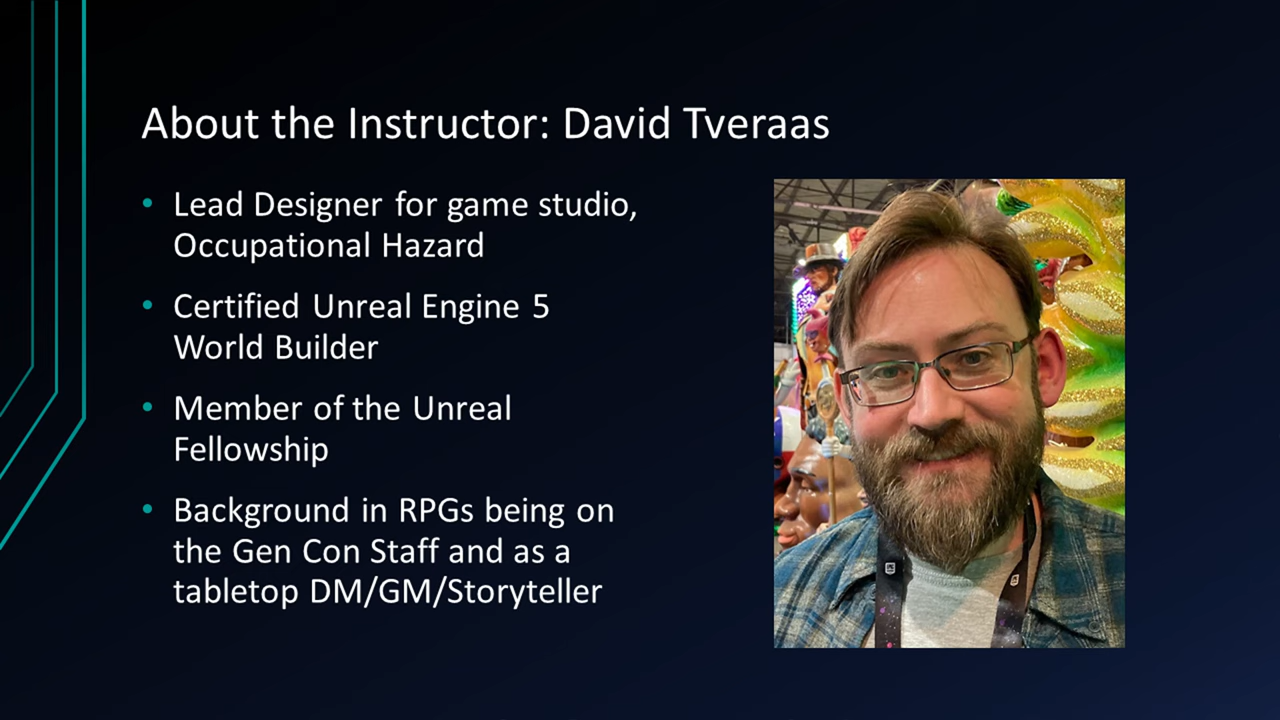 About the Instructor: David Tveraas
• Lead Designer for game studio,
Occupational Hazard
• Certified Unreal Engine 5
World Builder
• Member of the Unreal
Fellowship
• Background in RPGs being on
the Gen Con Staff and as a
tabletop DM/GM/Storyteller